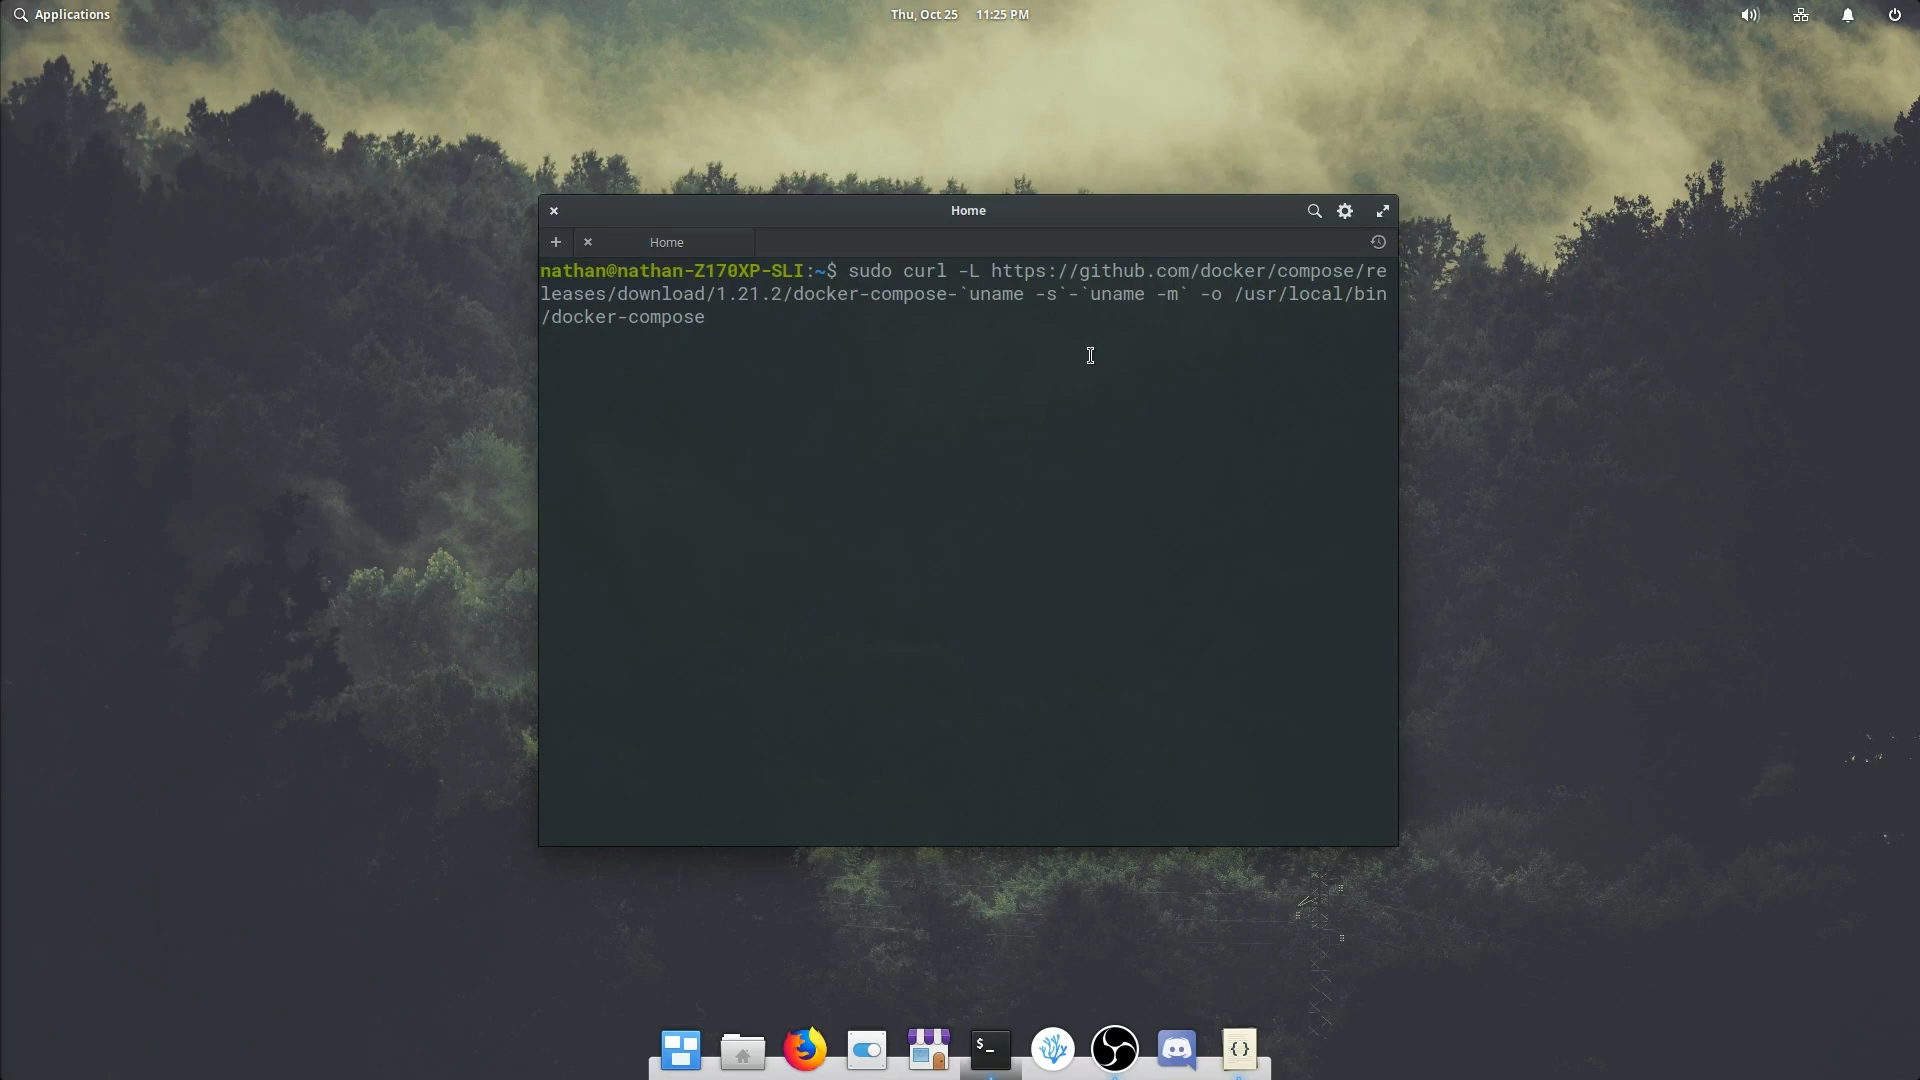 Applications
Thu, Oct 25 11:25 PM
Home
Home
nathan@nathan-Z170XP-SLI:~$ sudo curl -L https://github.com/docker/compose/re
leases/download/1.21.2/docker-compose-`uname -s`-`uname -m` -o /usr/local/bin
/docker-compose
$_
{}